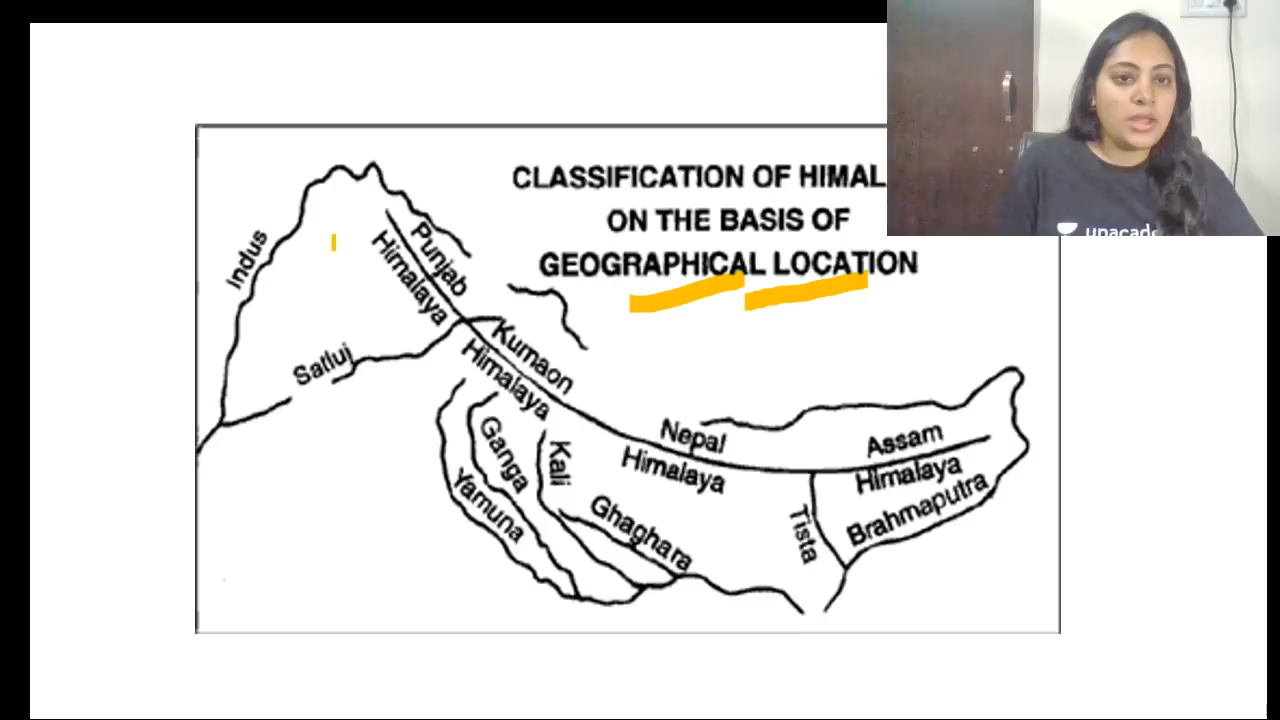 CLASSIFICATION OF HIMAL
ON THE BASIS OF
GEOGRAPHICAL LOCATION
Indus
Punjab
Himalaya
Satluj
Kumaon
Himalaya
Ganga
Yamuna
Kali
Ghaghara
Nepal
Himalaya
Tista
Assam
Himalaya
Brahmaputra
unacade